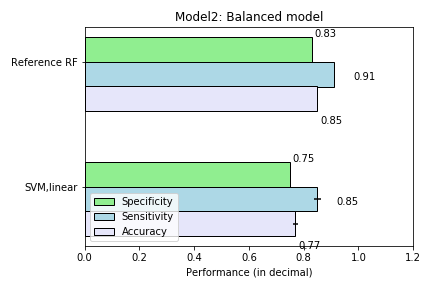 Model2: Balanced model
0.83
Reference RF
0.91
0.85
0.75
SVM,linear
0.85
Specificity
Sensitivity
Accuracy
0.77
0.0 0.2 0.4 0.6 0.8 1.0 1.2
Performance (in decimal)